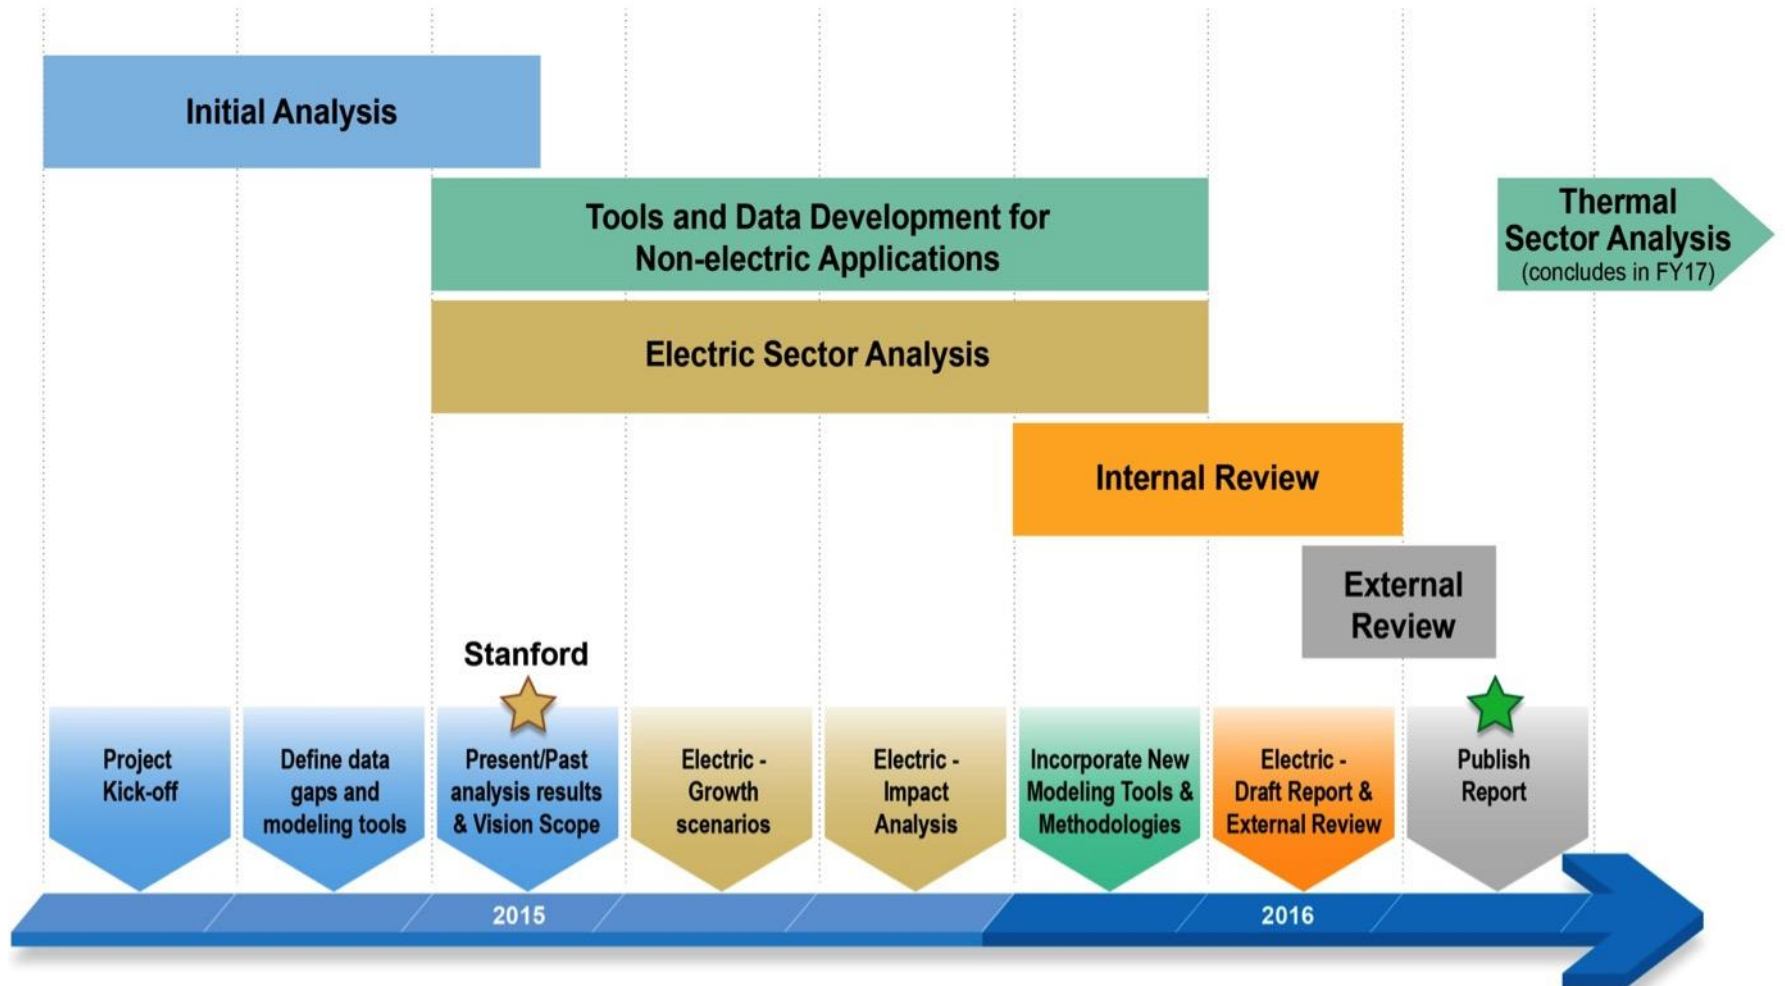 Initial Analysis
Tools and Data Development for
Non-electric Applications
Thermal
Sector Analysis
(concludes in FY17)
Electric Sector Analysis
Internal Review
External
Review
Stanford
Project
Kick-off
Define data
gaps and
modeling tools
Present/Past
analysis results
& Vision Scope
Electric -
Growth
scenarios
Electric -
Impact
Analysis
Incorporate New
Modeling Tools &
Methodologies
Electric -
Draft Report &
External Review
Publish
Report
2015
2016